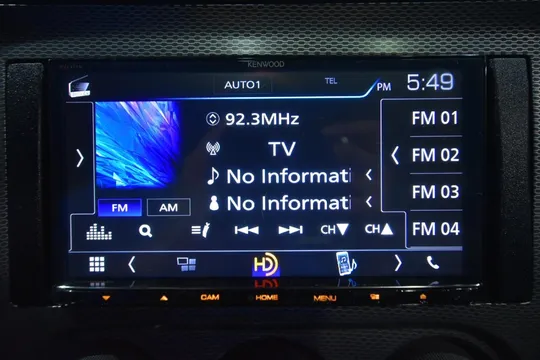 KENWOOD
AUTO1
TEL
PM 5:49
92.3MHz
TV
No Informati
No Informati
FM AM
CH▼ CH▲
FM 01
FM 02
FM 03
FM 04
HD
CAM HOME MENU